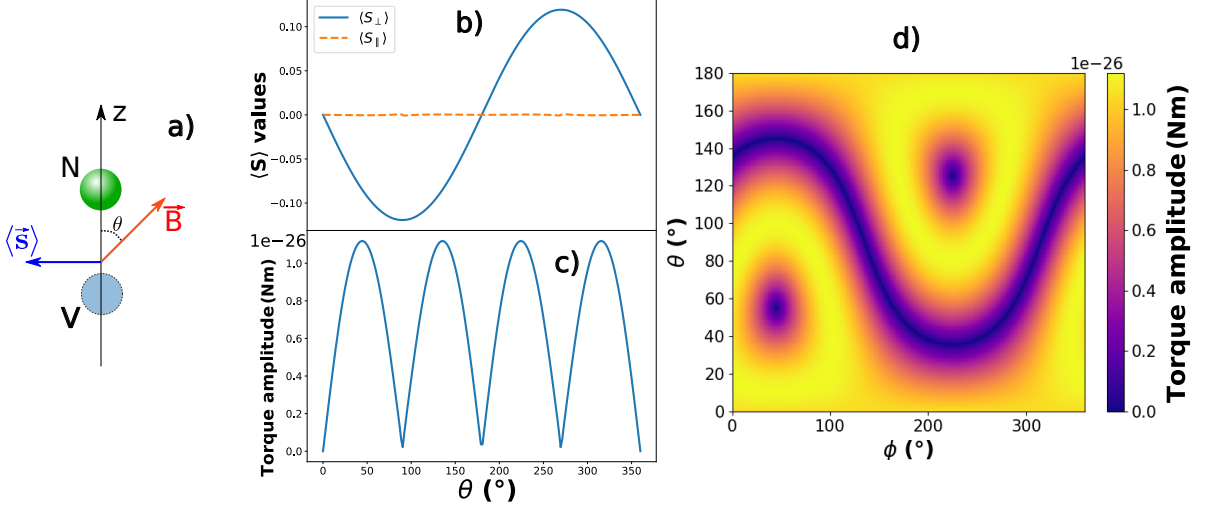 a)
z
N
θ
B
⟨S⟩
V
b)
⟨S⊥⟩
⟨S∥⟩
0.10
0.05
0.00
−0.05
−0.10
⟨S⟩ values
c)
1e−26
1.0
0.8
0.6
0.4
0.2
0.0
Torque amplitude (Nm)
0 50 100 150 200 250 300 350
θ (°)
d)
1e−26
180
160
140
120
100
80
60
40
20
0
θ (°)
0 100 200 300
ϕ (°)
1.0
0.8
0.6
0.4
0.2
0.0
Torque amplitude (Nm)